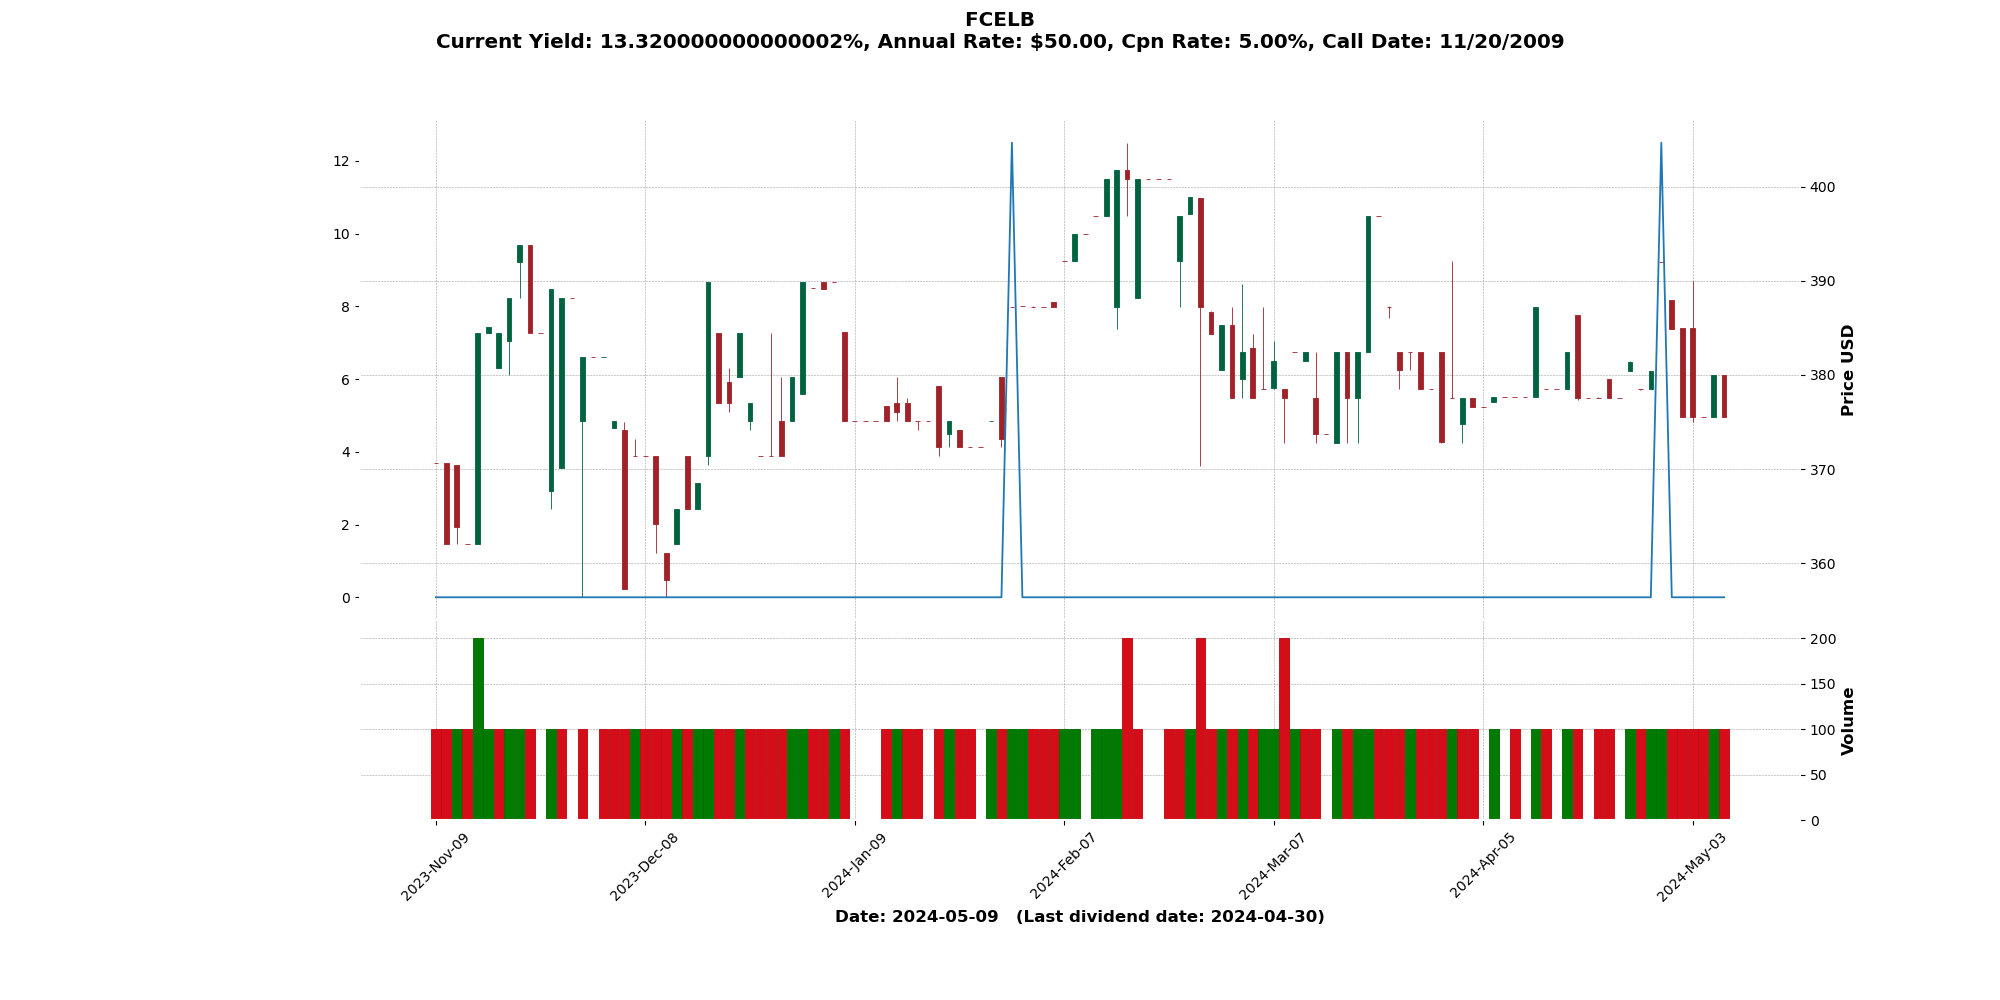 FCELB
Current Yield: 13.320000000000002%, Annual Rate: $50.00, Cpn Rate: 5.00%, Call Date: 11/20/2009
12
10
8
6
4
2
0
400
390
380
370
360
Price USD
200
150
100
50
0
Volume
2023-Nov-09
2023-Dec-08
2024-Jan-09
2024-Feb-07
2024-Mar-07
2024-Apr-05
2024-May-03
Date: 2024-05-09 (Last dividend date: 2024-04-30)